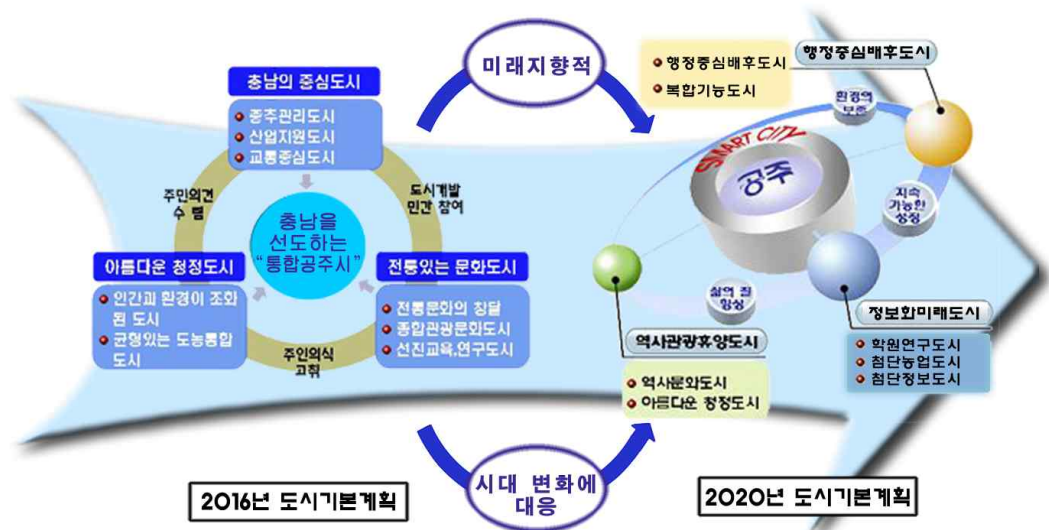 미래지향적
충남의 중심도시
중추관리도시
산업지원도시
교통중심도시
주민의견
수 렴
도시개발
민간 참여
충남을
선도하는
“통합공주시”
아름다운 청정도시
인간과 환경이 조화
된 도시
균형있는 도농통합
도시
전통있는 문화도시
전통문화의 창달
종합관광문화도시
선진교육,연구도시
주인의식
고취
시대 변화에
대응
2016년 도시기본계획
행정중심배후도시
행정중심배후도시
복합기능도시
환경의
보존
SMART CITY
공주
지속
가능한
성장
삶의 질
향상
역사관광휴양도시
역사문화도시
아름다운 청정도시
정보화미래도시
학원연구도시
첨단농업도시
첨단정보도시
2020년 도시기본계획